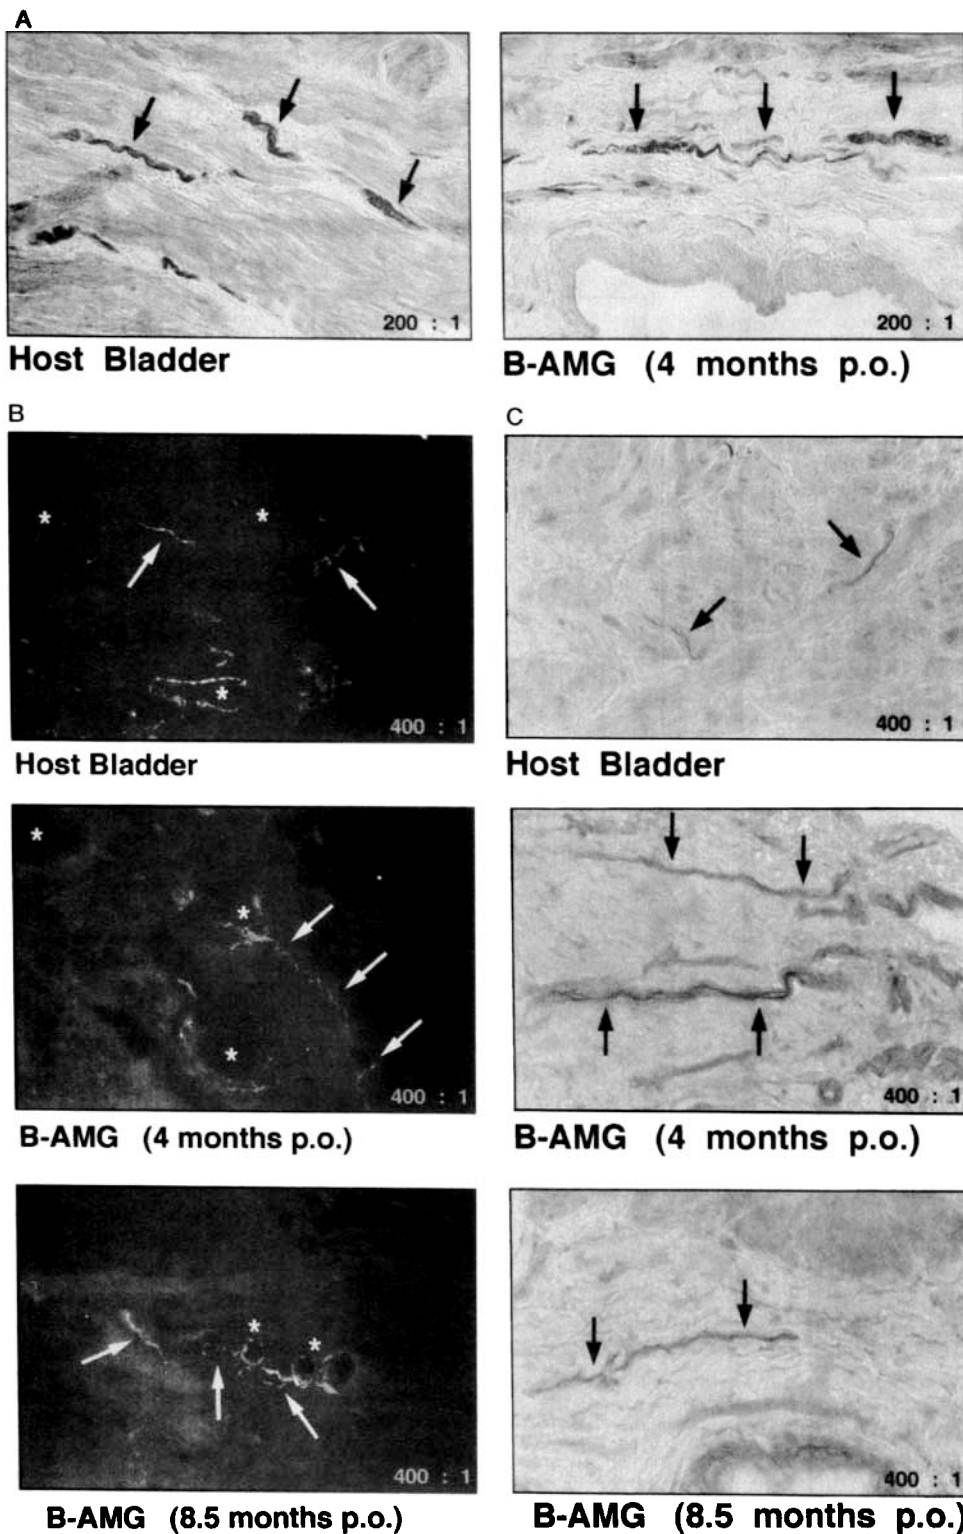 A
200 : 1
200 : 1
Host Bladder
B-AMG (4 months p.o.)
B
C
400 : 1
400 : 1
Host Bladder
Host Bladder
400 : 1
400 : 1
B-AMG (4 months p.o.)
B-AMG (4 months p.o.)
400 : 1
400 : 1
B-AMG (8.5 months p.o.)
B-AMG (8.5 months p.o.)